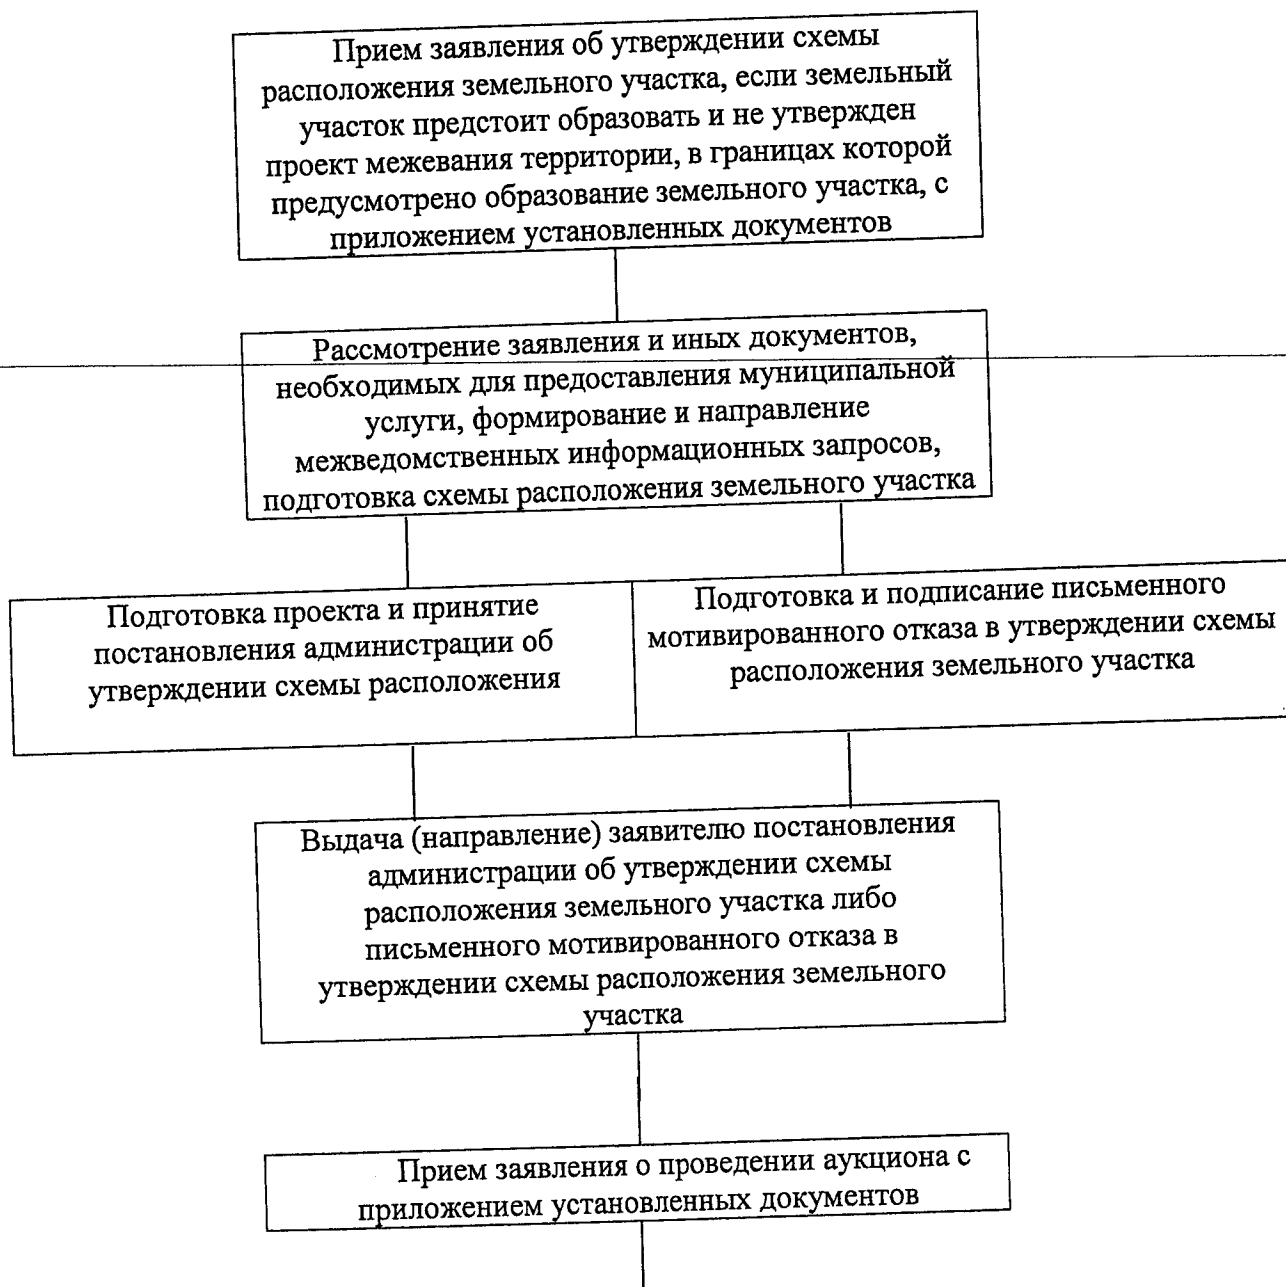 Прием заявления об утверждении схемы
расположения земельного участка, если земельный
участок предстоит образовать и не утвержден
проект межевания территории, в границах которой
предусмотрено образование земельного участка, с
приложением установленных документов
Рассмотрение заявления и иных документов,
необходимых для предоставления муниципальной
услуги, формирование и направление
межведомственных информационных запросов,
подготовка схемы расположения земельного участка
Подготовка проекта и принятие
постановления администрации об
утверждении схемы расположения
Подготовка и подписание письменного
мотивированного отказа в утверждении схемы
расположения земельного участка
Выдача (направление) заявителю постановления
администрации об утверждении схемы
расположения земельного участка либо
письменного мотивированного отказа в
утверждении схемы расположения земельного
участка
Прием заявления о проведении аукциона с
приложением установленных документов